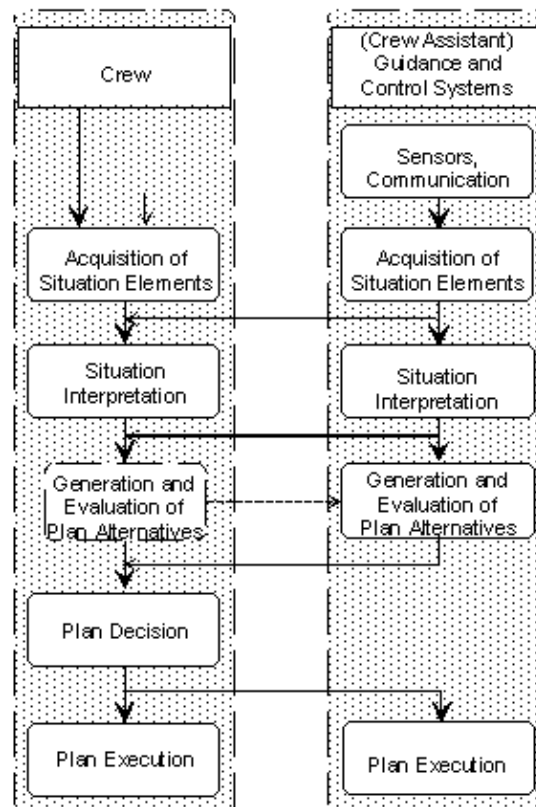 Crew
(Crew Assistant)
Guidance and
Control Systems
Sensors,
Communication
Acquisition of
Situation Elements
Acquisition of
Situation Elements
Situation
Interpretation
Situation
Interpretation
Generation and
Evaluation of
Plan Alternatives
Generation and
Evaluation of
Plan Alternatives
Plan Decision
Plan Execution
Plan Execution